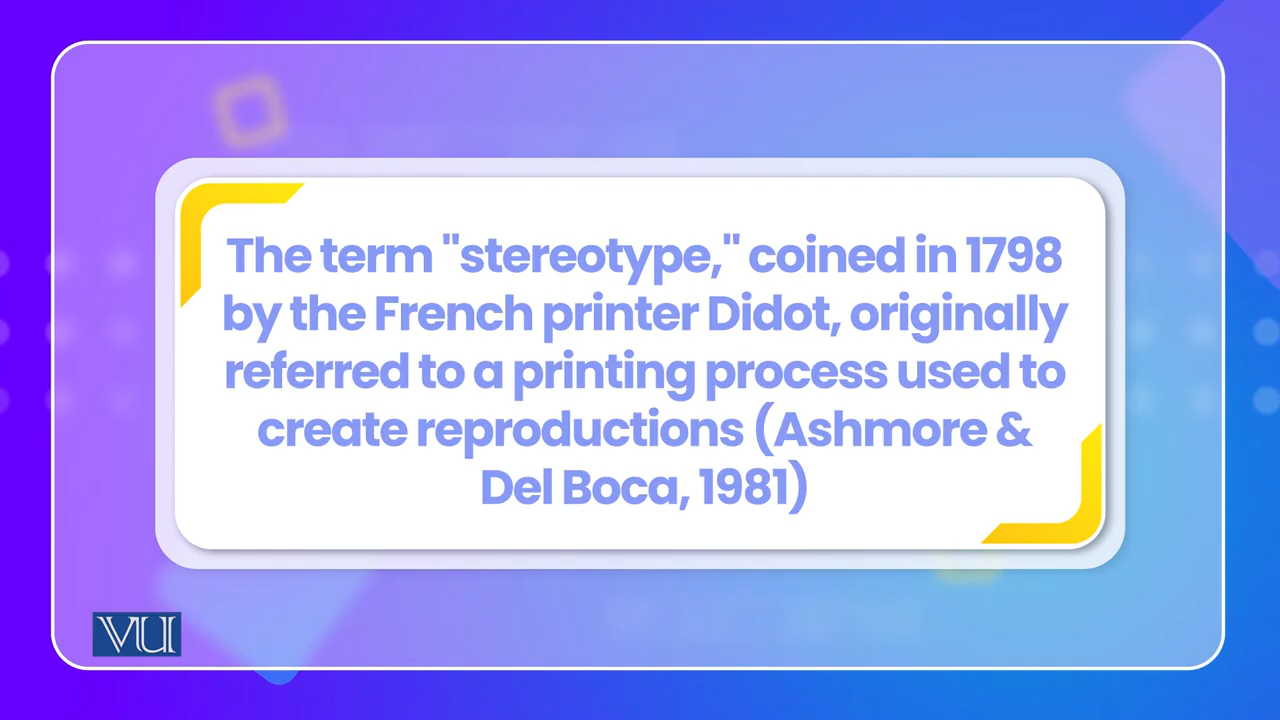 The term "stereotype," coined in 1798
by the French printer Didot, originally
referred to a printing process used to
create reproductions (Ashmore &
Del Boca, 1981)
VU